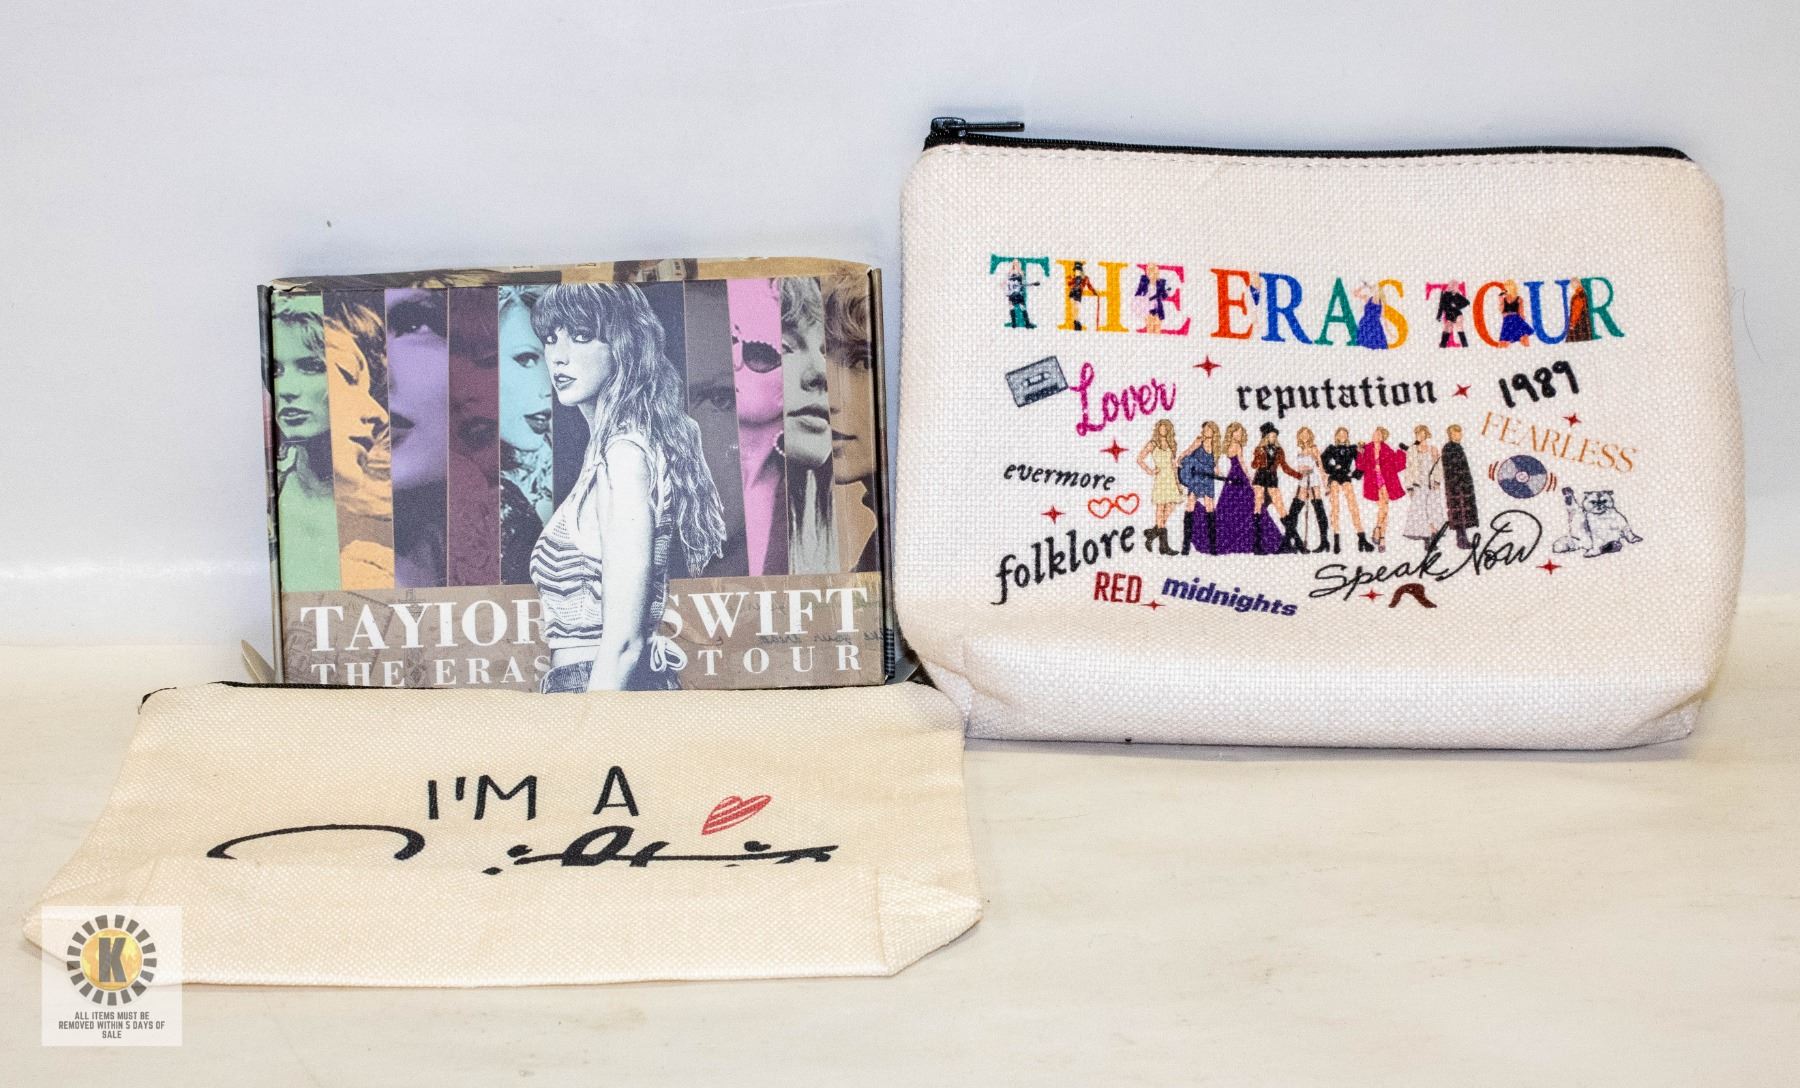 THE ERAS TOUR
Lover
reputation
1989
FEARLESS
evermore
folklore
Speak Now
RED
midnights
TAYLOR SWIFT
THE ERAS TOUR
I'M A
K
ALL ITEMS MUST BE
REMOVED WITHIN 5 DAYS OF
SALE